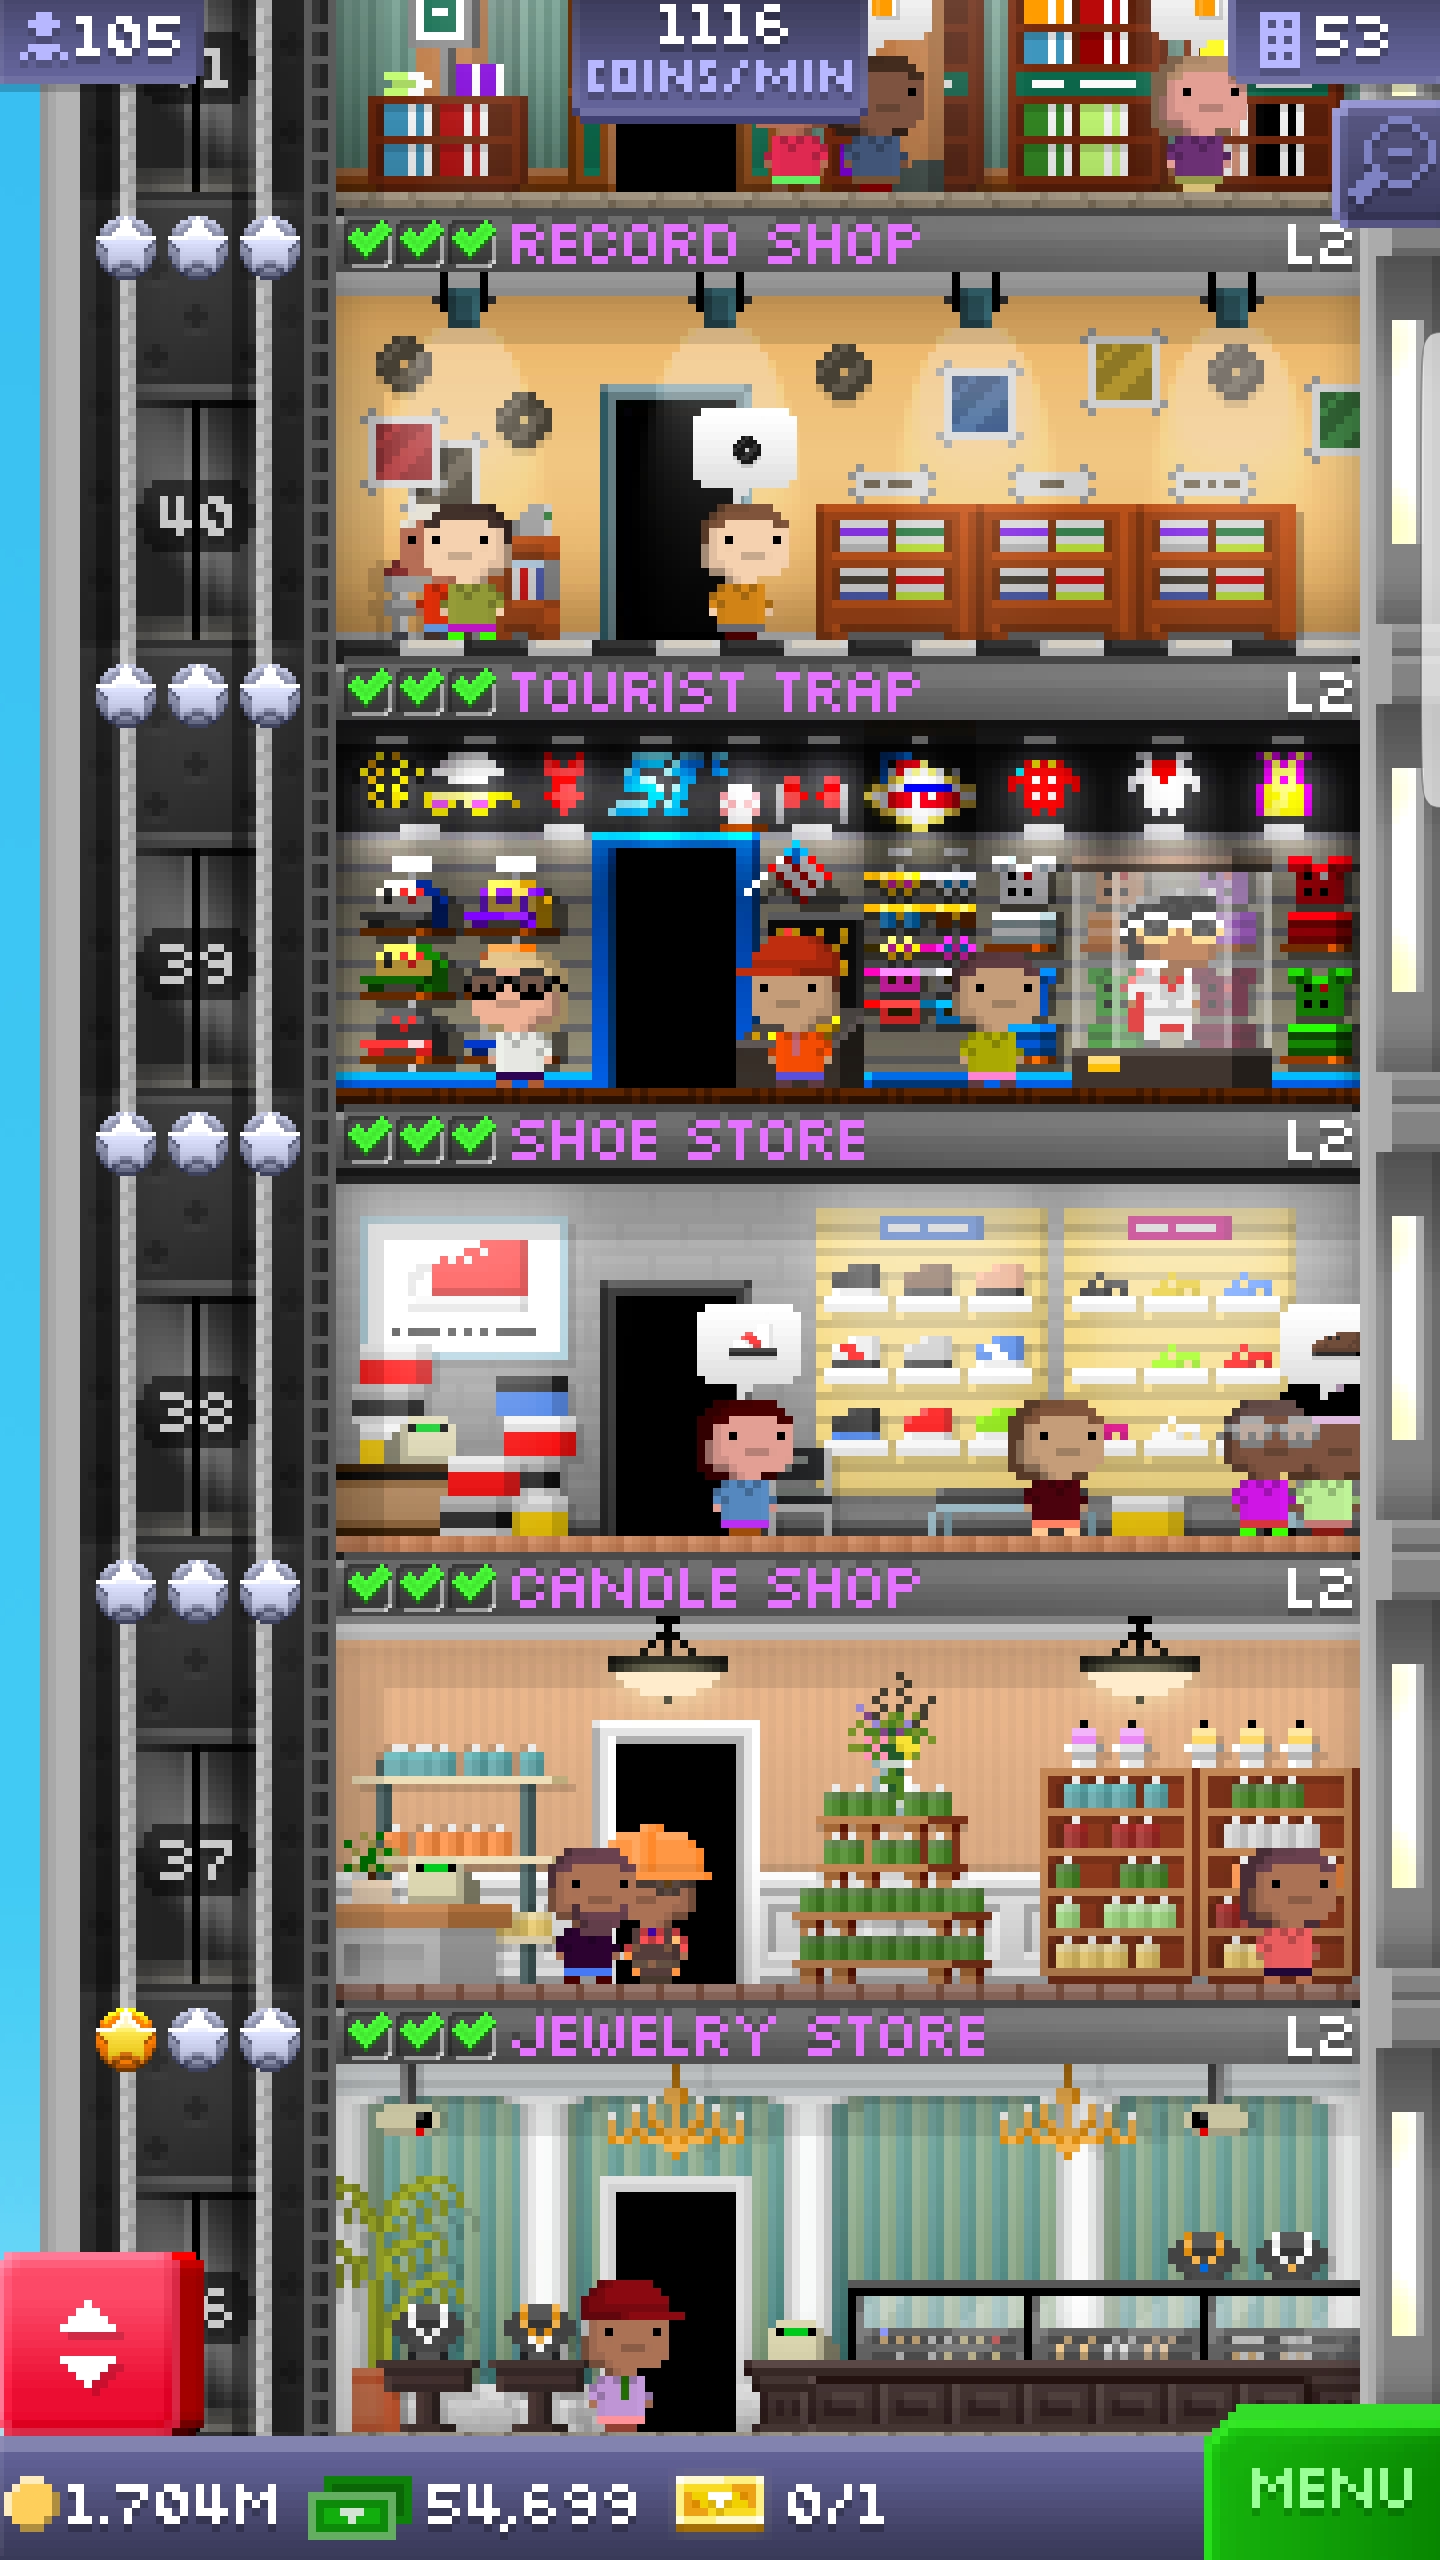 105
1116
COINS/MIN
53
RECORD SHOP L2
40
TOURIST TRAP L2
39
SHOE STORE L2
38
CANDLE SHOP L2
37
JEWELRY STORE L2
1.704M 54,699 0/1
MENU